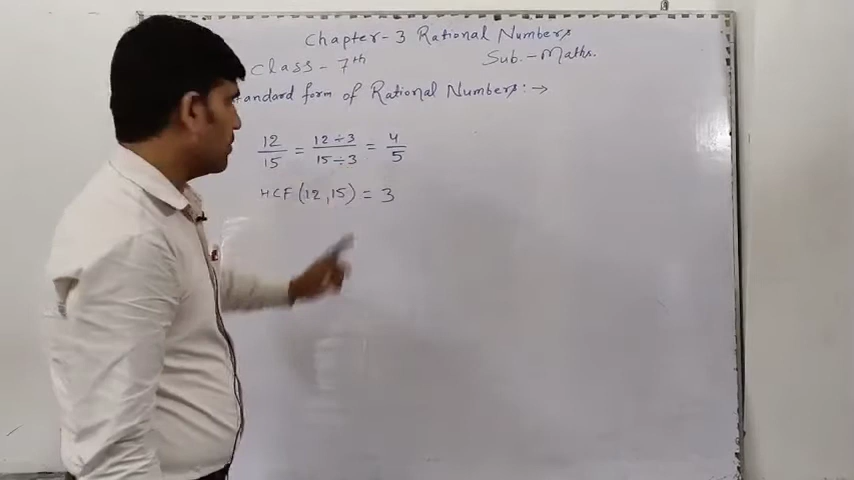 Chapter-3 Rational Numbers
Class - 7th Sub. - Maths.
Standard form of Rational Numbers :- →
12/15 = 12÷3/15÷3 = 4/5
HCF (12,15) = 3